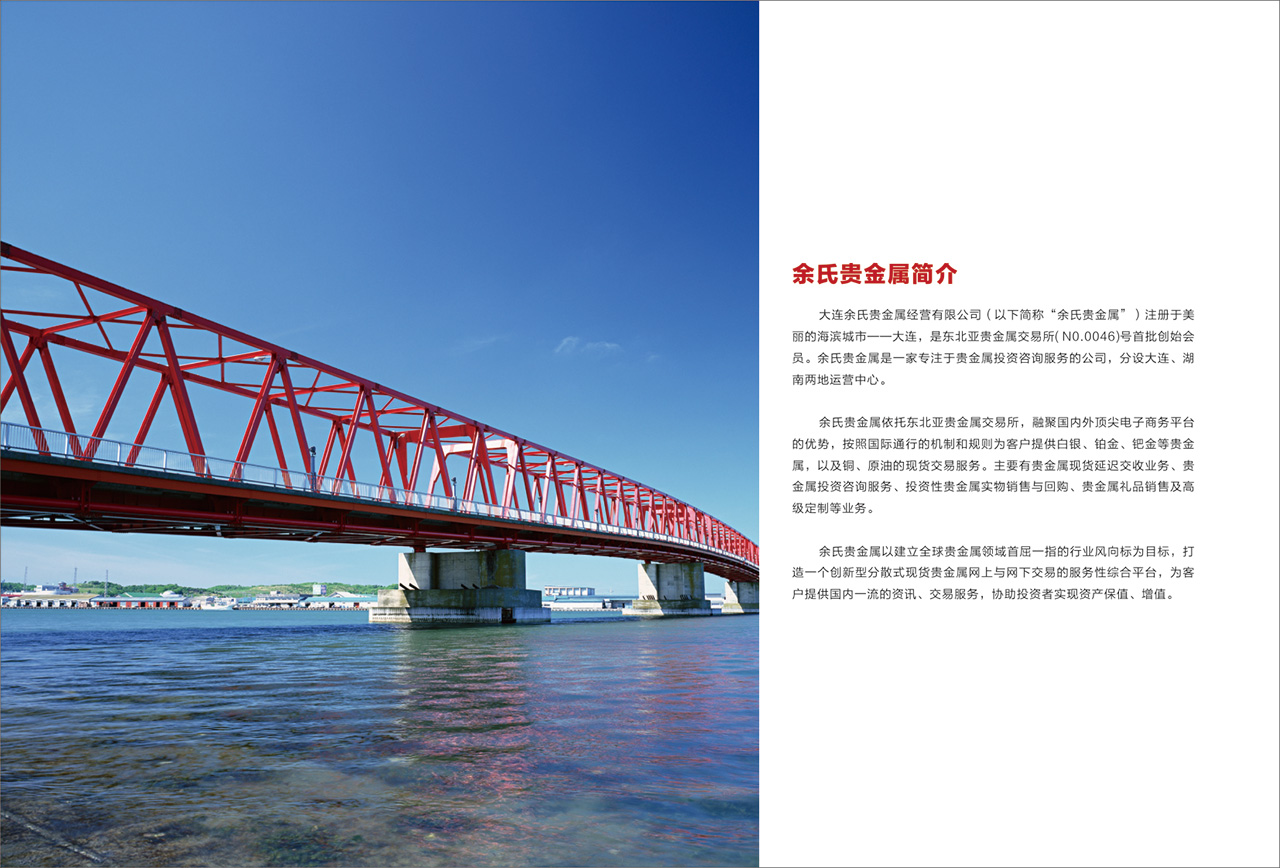 余氏贵金属简介
大连余氏贵金属经营有限公司（以下简称“余氏贵金属”）注册于美
丽的海滨城市——大连，是东北亚贵金属交易所( N0.0046)号首批创始会
员。余氏贵金属是一家专注于贵金属投资咨询服务的公司，分设大连、湖
南两地运营中心。
余氏贵金属依托东北亚贵金属交易所，融聚国内外顶尖电子商务平台
的优势，按照国际通行的机制和规则为客户提供白银、铂金、钯金等贵金
属，以及铜、原油的现货交易服务。主要有贵金属现货延迟交收业务、贵
金属投资咨询服务、投资性贵金属实物销售与回购、贵金属礼品销售及高
级定制等业务。
余氏贵金属以建立全球贵金属领域首屈一指的行业风向标为目标，打
造一个创新型分散式现货贵金属网上与网下交易的服务性综合平台，为客
户提供国内一流的资讯、交易服务，协助投资者实现资产保值、增值。